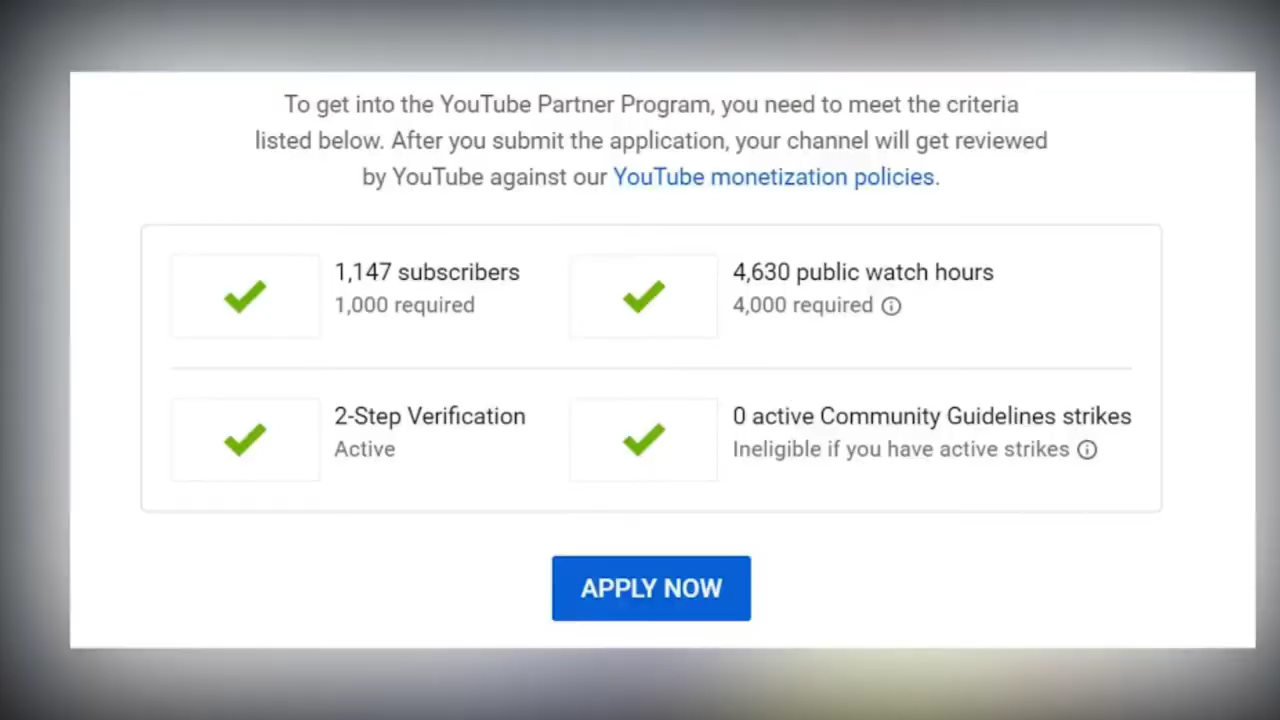 To get into the YouTube Partner Program, you need to meet the criteria
listed below. After you submit the application, your channel will get reviewed
by YouTube against our YouTube monetization policies.
1,147 subscribers
1,000 required
4,630 public watch hours
4,000 required
2-Step Verification
Active
0 active Community Guidelines strikes
Ineligible if you have active strikes
APPLY NOW